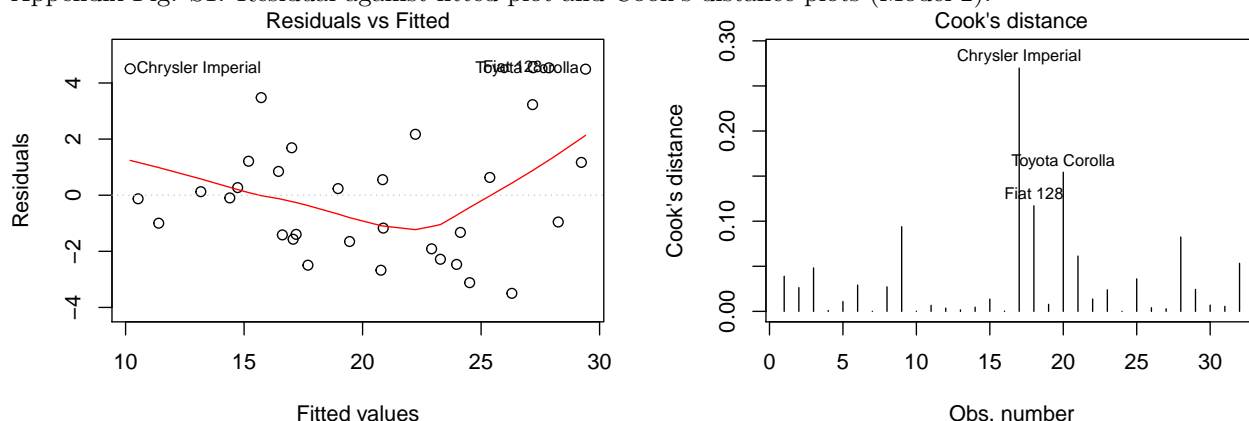 Appendix Fig. S1: Residual against fitted plot and Cook's distance plots (Model 2).
Residuals vs Fitted
Chrysler Imperial
Fiat 128
Toyota Corolla
4
2
0
−2
−4
Residuals
10 15 20 25 30
Fitted values
Cook's distance
Chrysler Imperial
Toyota Corolla
Fiat 128
0.30
0.20
0.10
0.00
Cook's distance
0 5 10 15 20 25 30
Obs. number